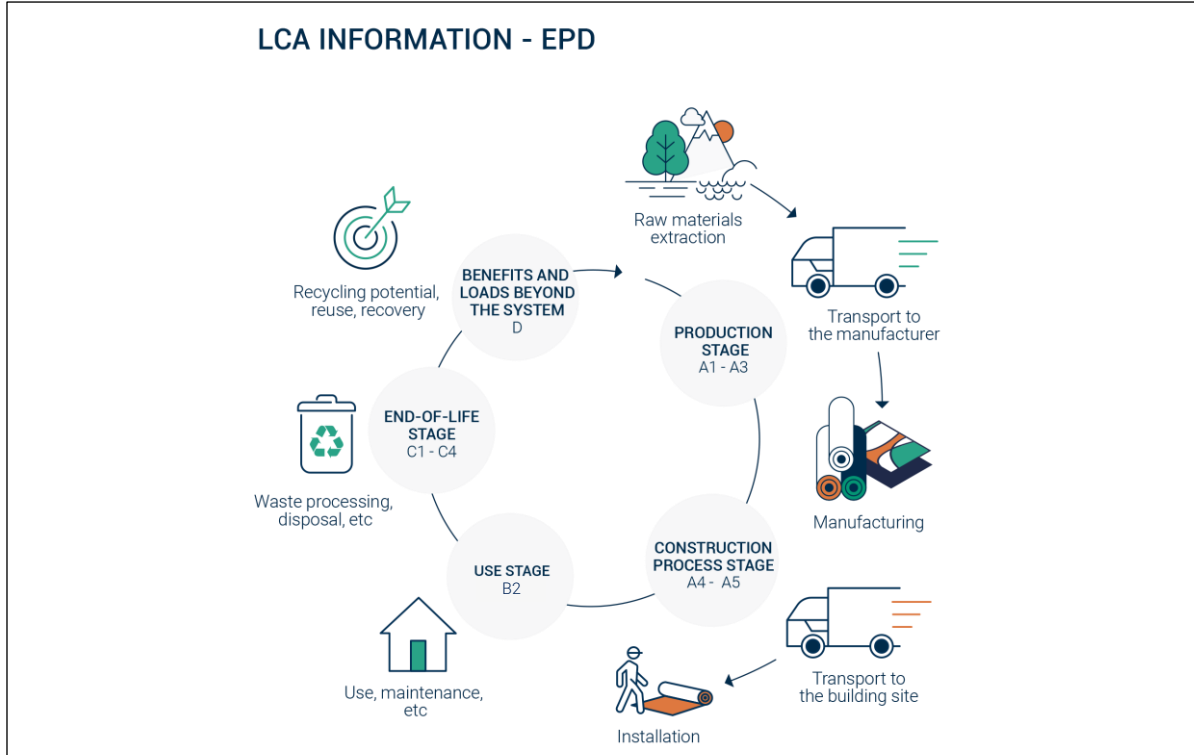 LCA INFORMATION - EPD
Raw materials
extraction
Transport to
the manufacturer
Manufacturing
Transport to
the building site
Installation
Use, maintenance,
etc
Waste processing,
disposal, etc
Recycling potential,
reuse, recovery
BENEFITS AND
LOADS BEYOND
THE SYSTEM
D
PRODUCTION
STAGE
A1 - A3
CONSTRUCTION
PROCESS STAGE
A4 - A5
USE STAGE
B2
END-OF-LIFE
STAGE
C1 - C4